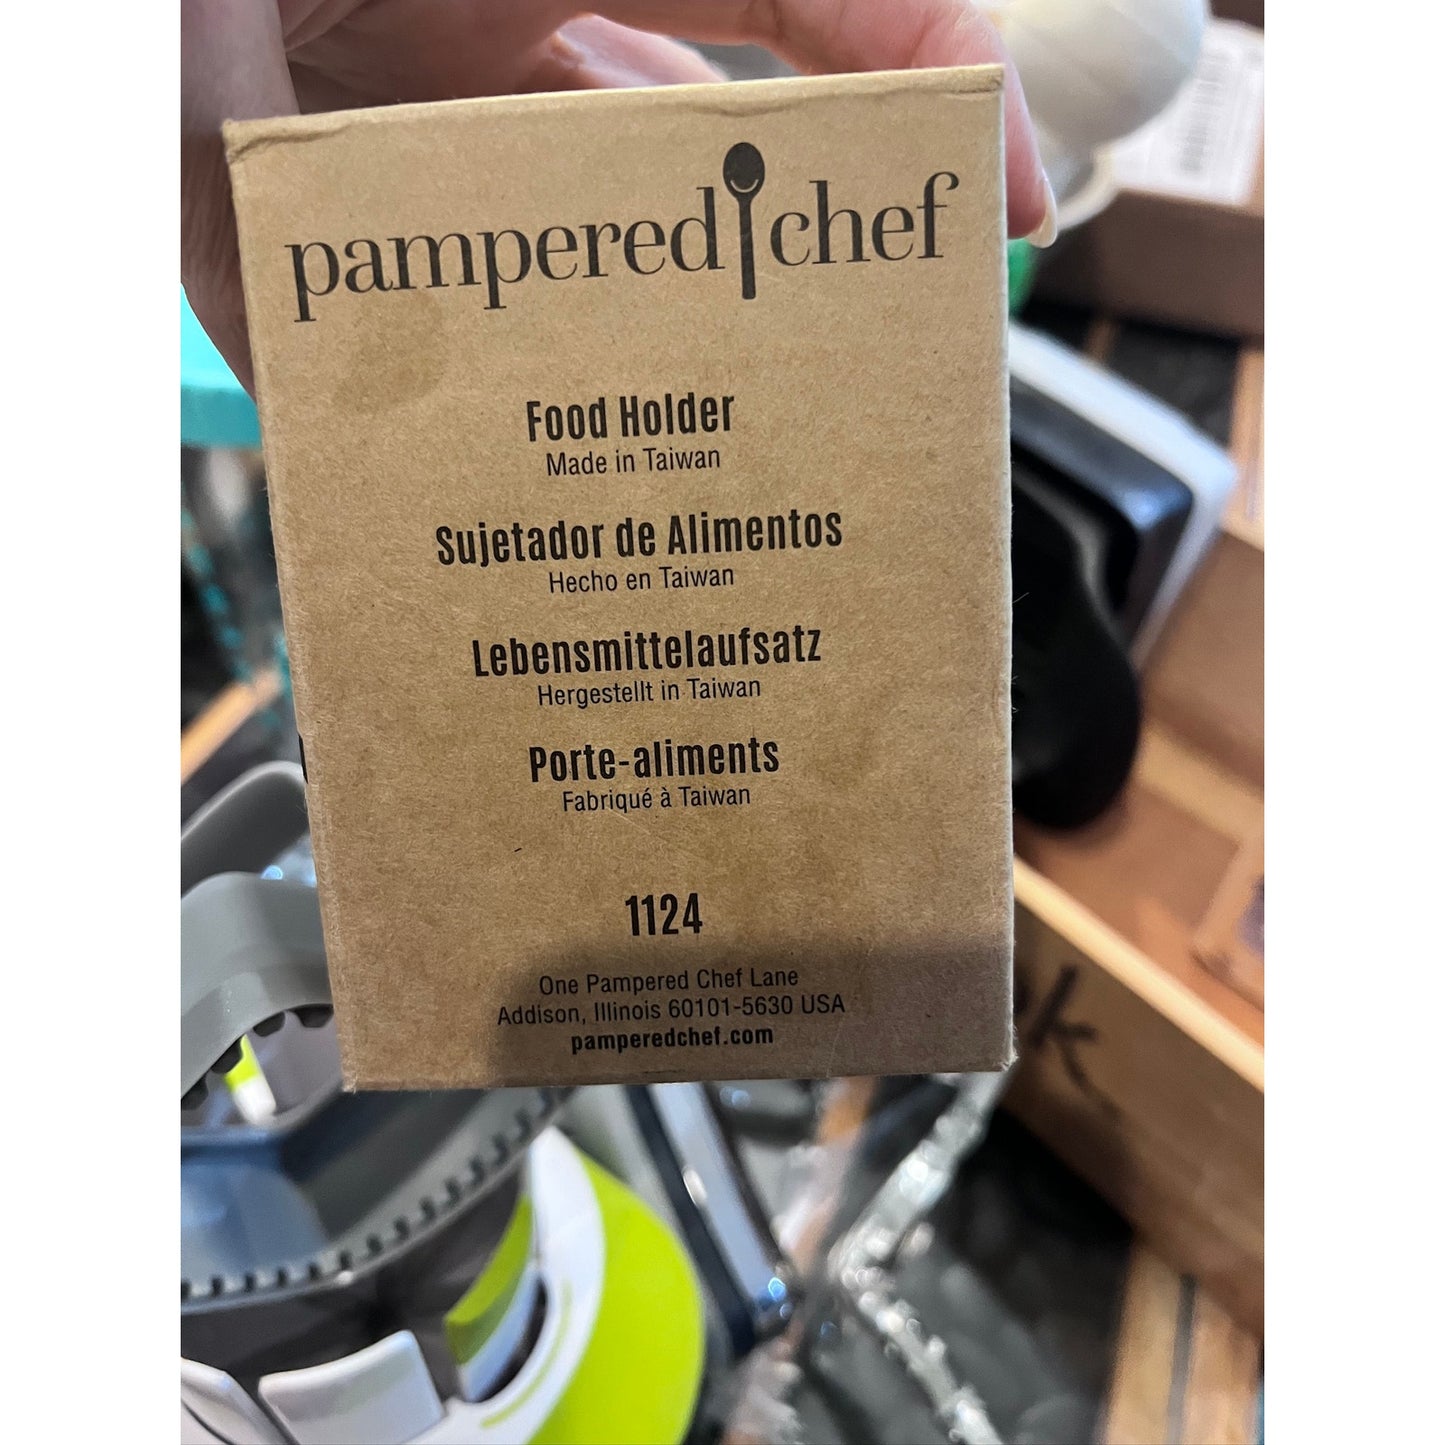 pampered chef
Food Holder
Made in Taiwan
Sujetador de Alimentos
Hecho en Taiwan
Lebensmittelaufsatz
Hergestellt in Taiwan
Porte-aliments
Fabriqué à Taiwan
1124
One Pampered Chef Lane
Addison, Illinois 60101-5630 USA
pamperedchef.com